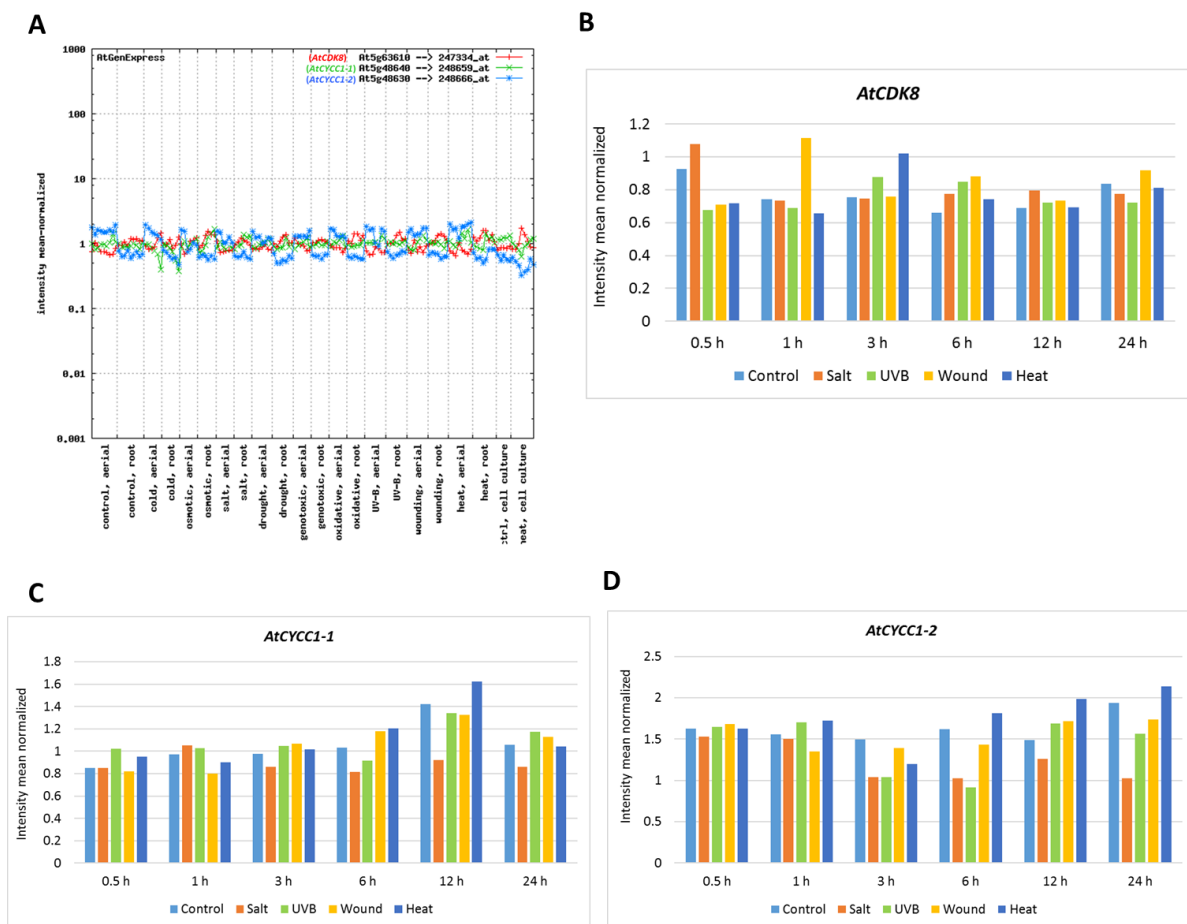 A
1000
100
10
1
0.1
0.01
0.001
intensity mean-normalized
AtGenExpress
(AtCDK8) At5g63610 --> 247334_at
(AtCYCC1-1) At5g48640 --> 248659_at
(AtCYCC1-2) At5g48630 --> 248666_at
control, aerial
control, root
cold, aerial
cold, root
osmotic, aerial
osmotic, root
salt, aerial
salt, root
drought, aerial
drought, root
genotoxic, aerial
genotoxic, root
oxidative, aerial
oxidative, root
UV-B, aerial
UV-B, root
wounding, aerial
wounding, root
heat, aerial
heat, root
ctrl, cell culture
heat, cell culture
B
AtCDK8
Intensity mean normalized
1.2
1
0.8
0.6
0.4
0.2
0
0.5 h 1 h 3 h 6 h 12 h 24 h
Control Salt UVB Wound Heat
C
AtCYCC1-1
Intensity mean normalized
1.8
1.6
1.4
1.2
1
0.8
0.6
0.4
0.2
0
0.5 h 1 h 3 h 6 h 12 h 24 h
Control Salt UVB Wound Heat
D
AtCYCC1-2
Intensity mean normalized
2.5
2
1.5
1
0.5
0
0.5 h 1 h 3 h 6 h 12 h 24 h
Control Salt UVB Wound Heat